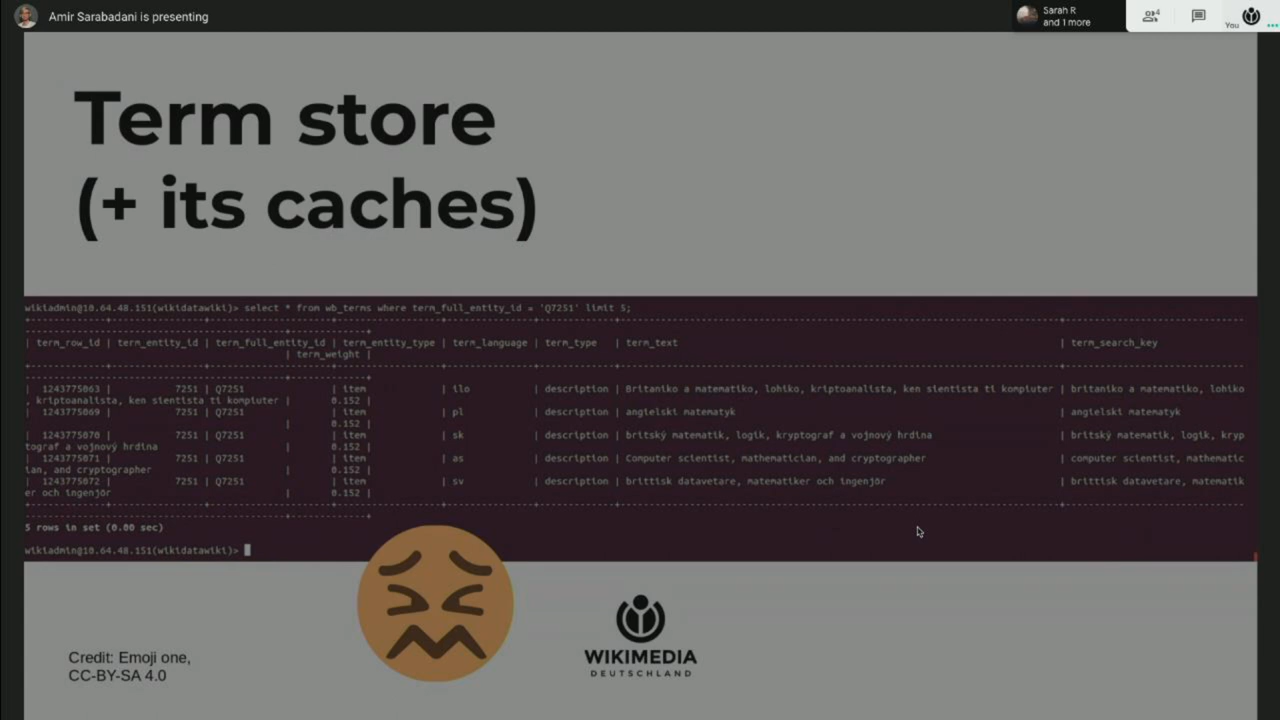 Amir Sarabadani is presenting
Sarah R
and 1 more
4
You
Term store
(+ its caches)
wikiadmin@10.64.48.151(wikidatawiki)> select * from wb_terms where term_full_entity_id = 'Q7251' limit 5;
| term_row_id | term_entity_id | term_full_entity_id | term_entity_type | term_language | term_type | term_text | term_search_key
| term_weight |
| 1243775063 | 7251 | Q7251 | item | ilo | description | Britaniko a matematiko, lohiko, kriptoanalista, ken sientista ti kompiuter | britaniko a matematiko, lohiko
, kriptoanalista, ken sientista ti kompiuter | 0.152 |
| 1243775069 | 7251 | Q7251 | item | pl | description | angielski matematyk | angielski matematyk
| 0.152 |
| 1243775070 | 7251 | Q7251 | item | sk | description | britský matematik, logik, kryptograf a vojnový hrdina | britský matematik, logik, kryp
tograf a vojnový hrdina | 0.152 |
| 1243775071 | 7251 | Q7251 | item | as | description | Computer scientist, mathematician, and cryptographer | computer scientist, mathematic
ian, and cryptographer | 0.152 |
| 1243775072 | 7251 | Q7251 | item | sv | description | brittisk datavetare, matematiker och ingenjör | brittisk datavetare, matematik
er och ingenjör | 0.152 |
5 rows in set (0.00 sec)
wikiadmin@10.64.48.151(wikidatawiki)>
Credit: Emoji one,
CC-BY-SA 4.0
WIKIMEDIA
DEUTSCHLAND